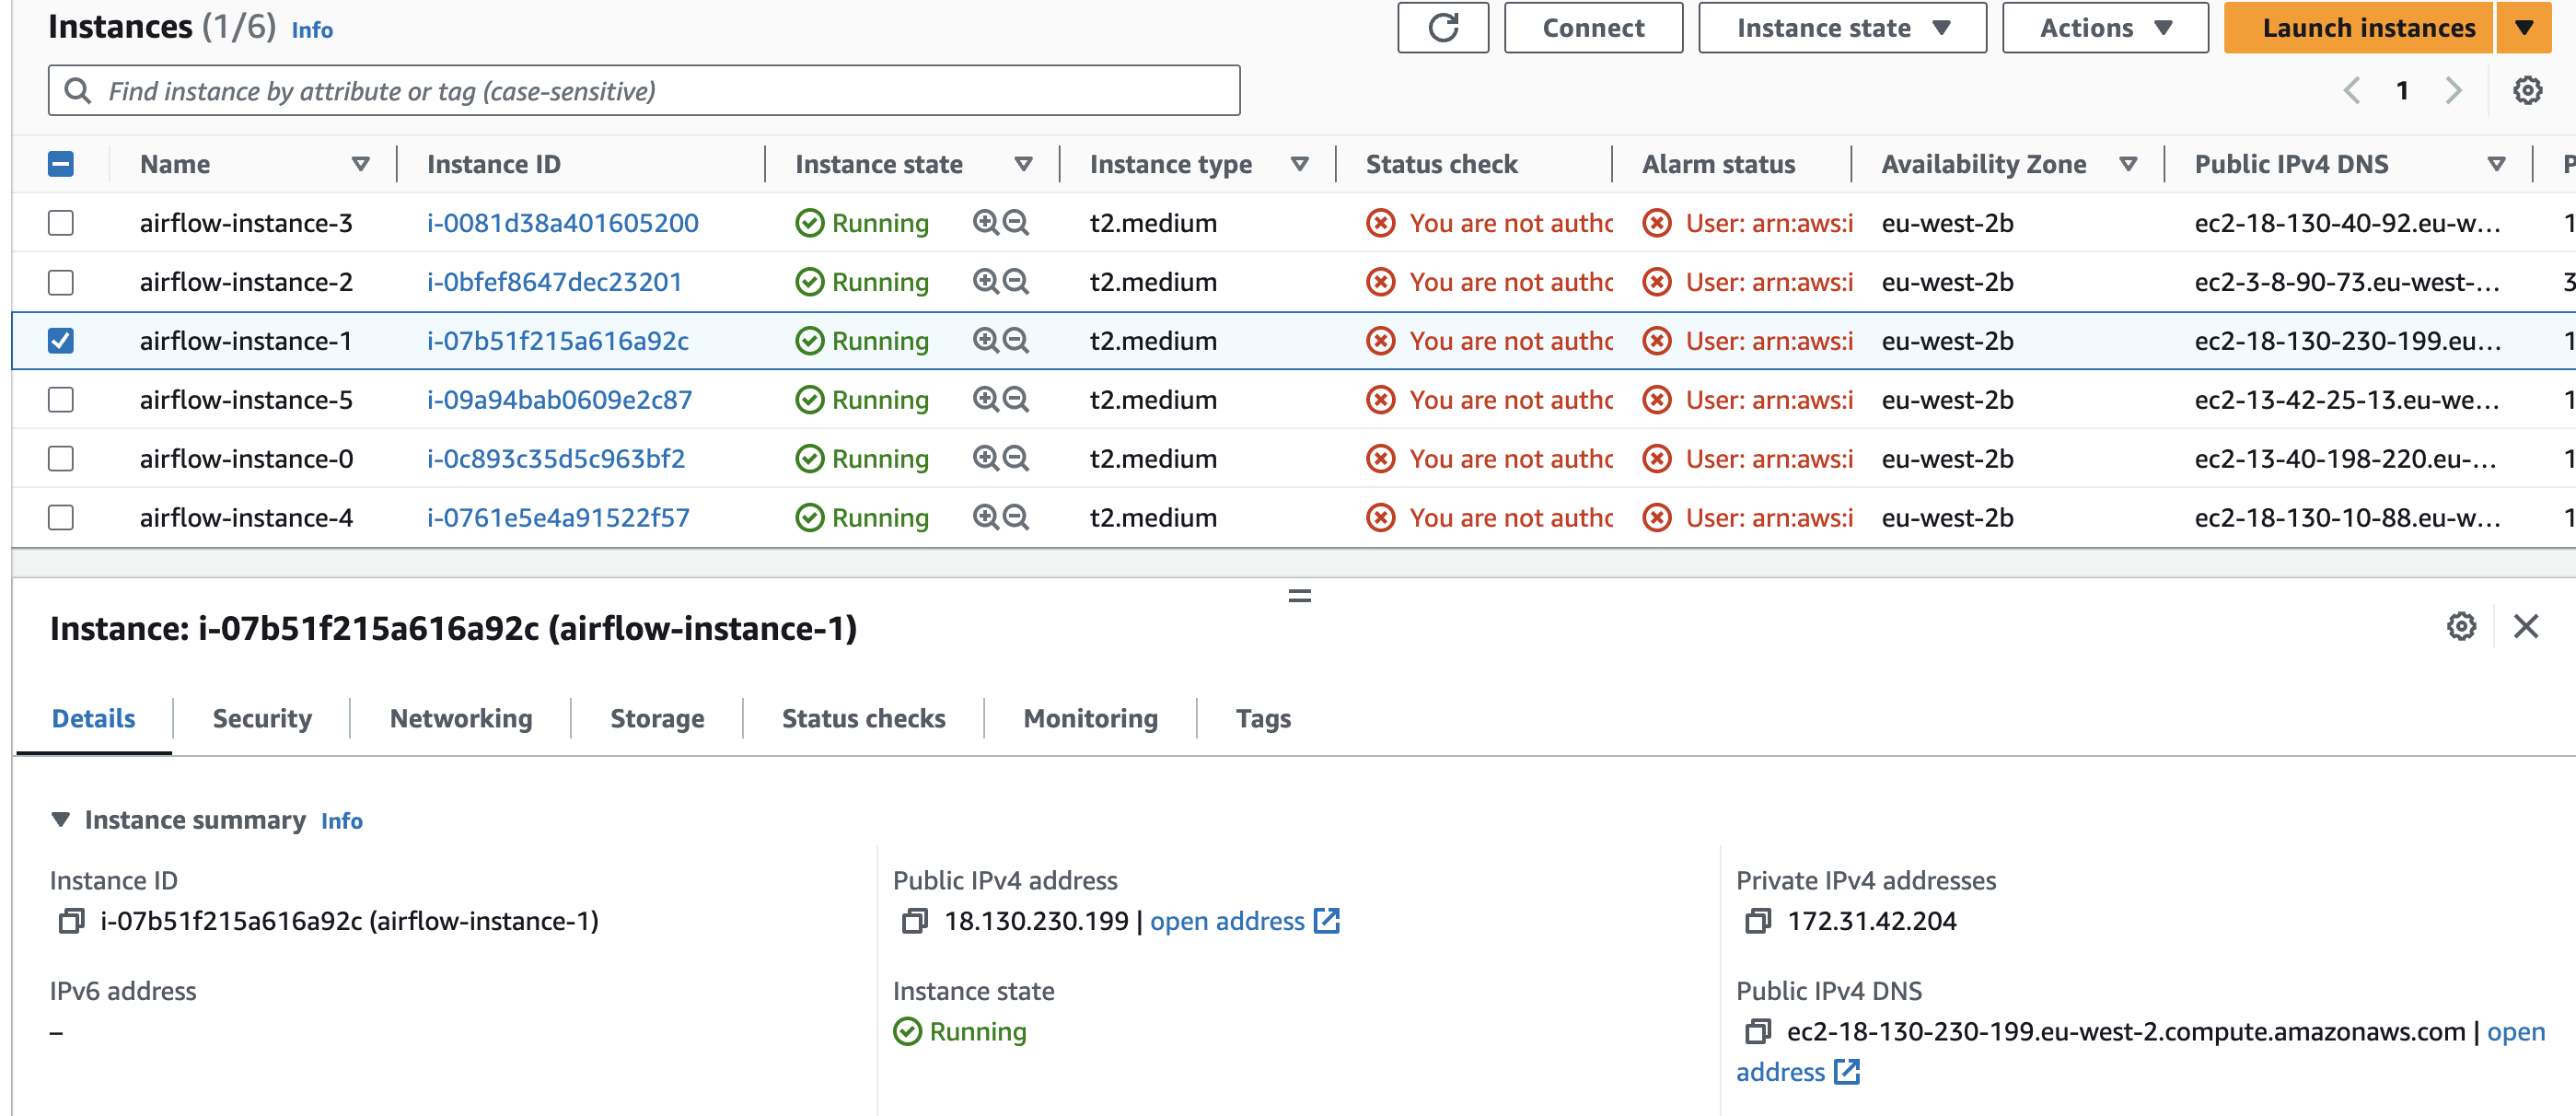 Instances (1/6) Info
Connect
Instance state
Actions
Launch instances
Find instance by attribute or tag (case-sensitive)
1
Name Instance ID Instance state Instance type Status check Alarm status Availability Zone Public IPv4 DNS P
airflow-instance-3 i-0081d38a401605200 Running t2.medium You are not autho User: arn:aws:i eu-west-2b ec2-18-130-40-92.eu-w... 1
airflow-instance-2 i-0bfef8647dec23201 Running t2.medium You are not autho User: arn:aws:i eu-west-2b ec2-3-8-90-73.eu-west-... 3
airflow-instance-1 i-07b51f215a616a92c Running t2.medium You are not autho User: arn:aws:i eu-west-2b ec2-18-130-230-199.eu... 1
airflow-instance-5 i-09a94bab0609e2c87 Running t2.medium You are not autho User: arn:aws:i eu-west-2b ec2-13-42-25-13.eu-we... 1
airflow-instance-0 i-0c893c35d5c963bf2 Running t2.medium You are not autho User: arn:aws:i eu-west-2b ec2-13-40-198-220.eu-... 1
airflow-instance-4 i-0761e5e4a91522f57 Running t2.medium You are not autho User: arn:aws:i eu-west-2b ec2-18-130-10-88.eu-w... 1
Instance: i-07b51f215a616a92c (airflow-instance-1)
Details Security Networking Storage Status checks Monitoring Tags
Instance summary Info
Instance ID
i-07b51f215a616a92c (airflow-instance-1)
Public IPv4 address
18.130.230.199 | open address
Private IPv4 addresses
172.31.42.204
IPv6 address
–
Instance state
Running
Public IPv4 DNS
ec2-18-130-230-199.eu-west-2.compute.amazonaws.com | open
address